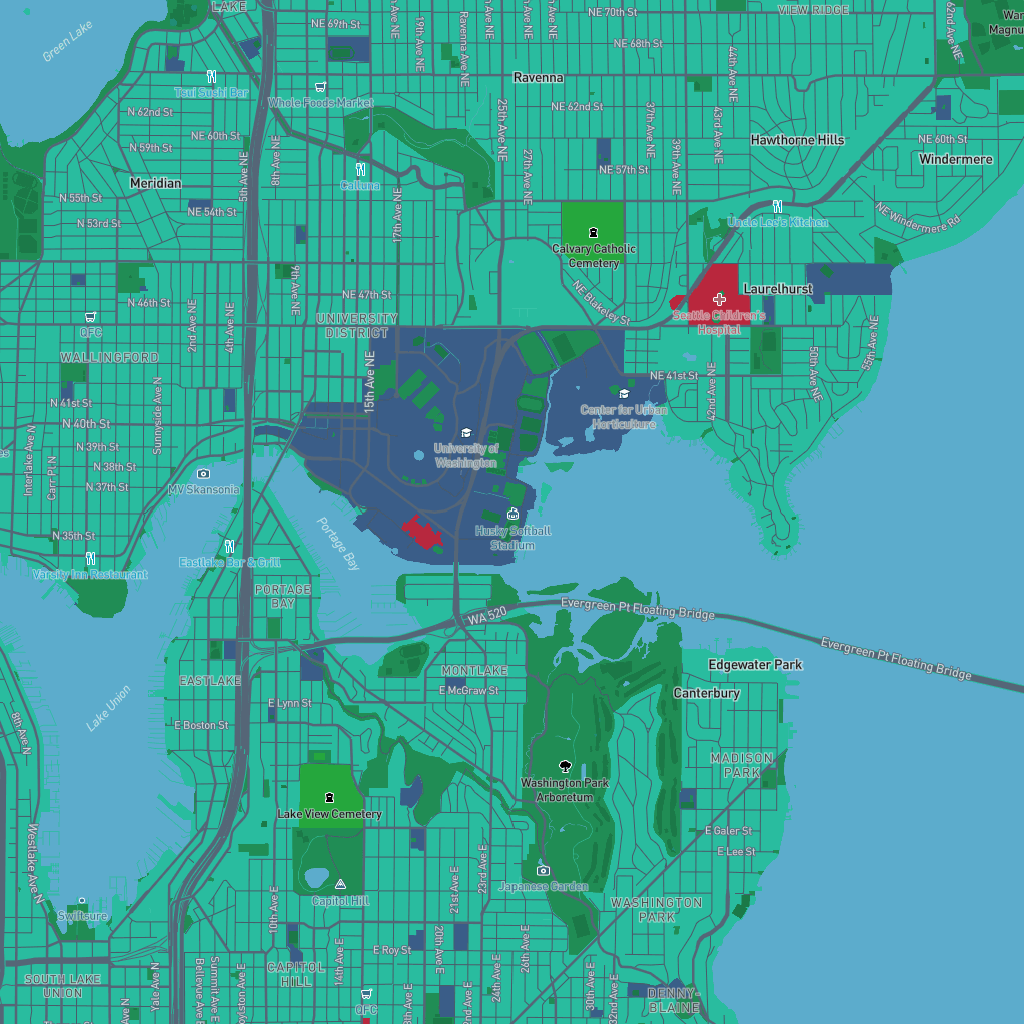 LAKE
NE 70th St
VIEW RIDGE
War
Magnu
Green Lake
NE 69th St
15th Ave NE
19th Ave NE
Ravenna Ave NE
NE 68th St
62nd Ave NE
Tsui Sushi Bar
Whole Foods Market
Ravenna
44th Ave NE
N 62nd St
NE 62nd St
NE 60th St
25th Ave NE
37th Ave NE
43rd Ave NE
Hawthorne Hills
NE 60th St
N 59th St
5th Ave NE
8th Ave NE
39th Ave NE
Windermere
Meridian
Calluna
27th Ave NE
NE 57th St
N 55th St
NE 54th St
17th Ave NE
N 53rd St
Uncle Lee's Kitchen
NE Windermere Rd
Calvary Catholic
Cemetery
9th Ave NE
NE 47th St
N 46th St
NE Blakeley St
Laurelhurst
2nd Ave NE
4th Ave NE
UNIVERSITY
DISTRICT
Seattle Children's
Hospital
QFC
WALLINGFORD
15th Ave NE
NE 41st St
42nd Ave NE
50th Ave NE
55th Ave NE
N 41st St
Sunnyside Ave N
Center for Urban
Horticulture
N 40th St
es
Interlake Ave N
Carr Pl N
N 39th St
N 38th St
University of
Washington
N 37th St
MV Skansonia
N 35th St
Portage Bay
Husky Softball
Stadium
Eastlake Bar & Grill
Varsity Inn Restaurant
PORTAGE
BAY
WA 520
Evergreen Pt Floating Bridge
Evergreen Pt Floating Bridge
EASTLAKE
MONTLAKE
Edgewater Park
E McGraw St
Canterbury
Lake Union
E Lynn St
8th Ave N
E Boston St
MADISON
PARK
Washington Park
Arboretum
Lake View Cemetery
E Galer St
Westlake Ave N
E Lee St
23rd Ave E
Capitol Hill
Japanese Garden
21st Ave E
10th Ave E
Swiftsure
WASHINGTON
PARK
E Roy St
20th Ave E
26th Ave E
14th Ave E
SOUTH LAKE
UNION
Yale Ave N
Bellevue Ave E
Summit Ave E
CAPITOL
HILL
24th Ave E
30th Ave E
DENNY-
BLAINE
QFC